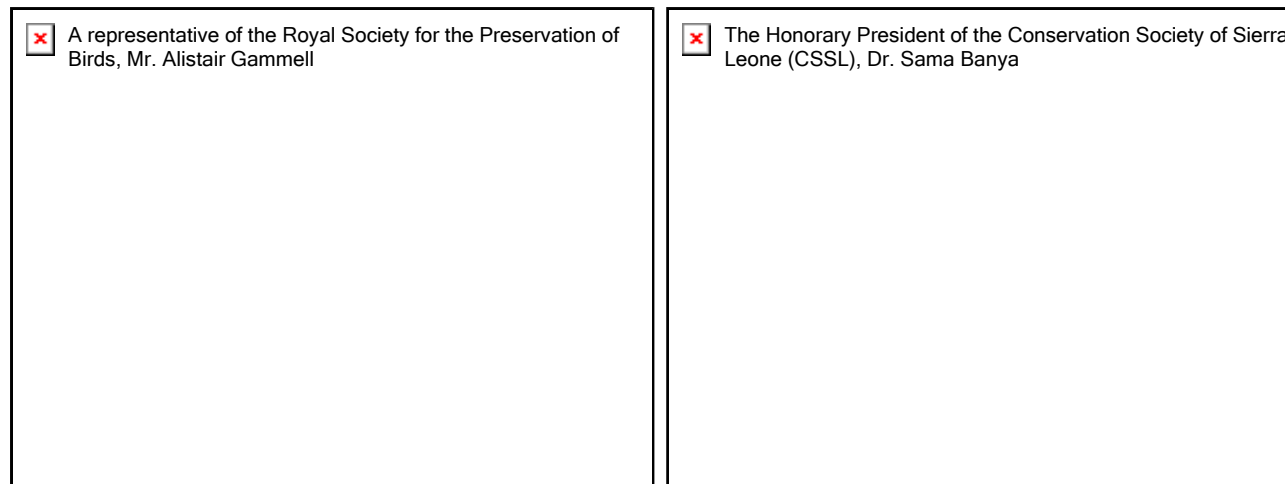 A representative of the Royal Society for the Preservation of
Birds, Mr. Alistair Gammell
The Honorary President of the Conservation Society of Sierra
Leone (CSSL), Dr. Sama Banya